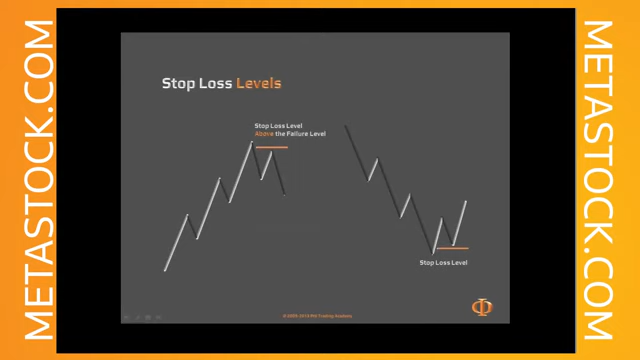 METASTOCK.COM
Stop Loss Levels
Stop Loss Level
Above the Failure Level
Stop Loss Level
METASTOCK.COM